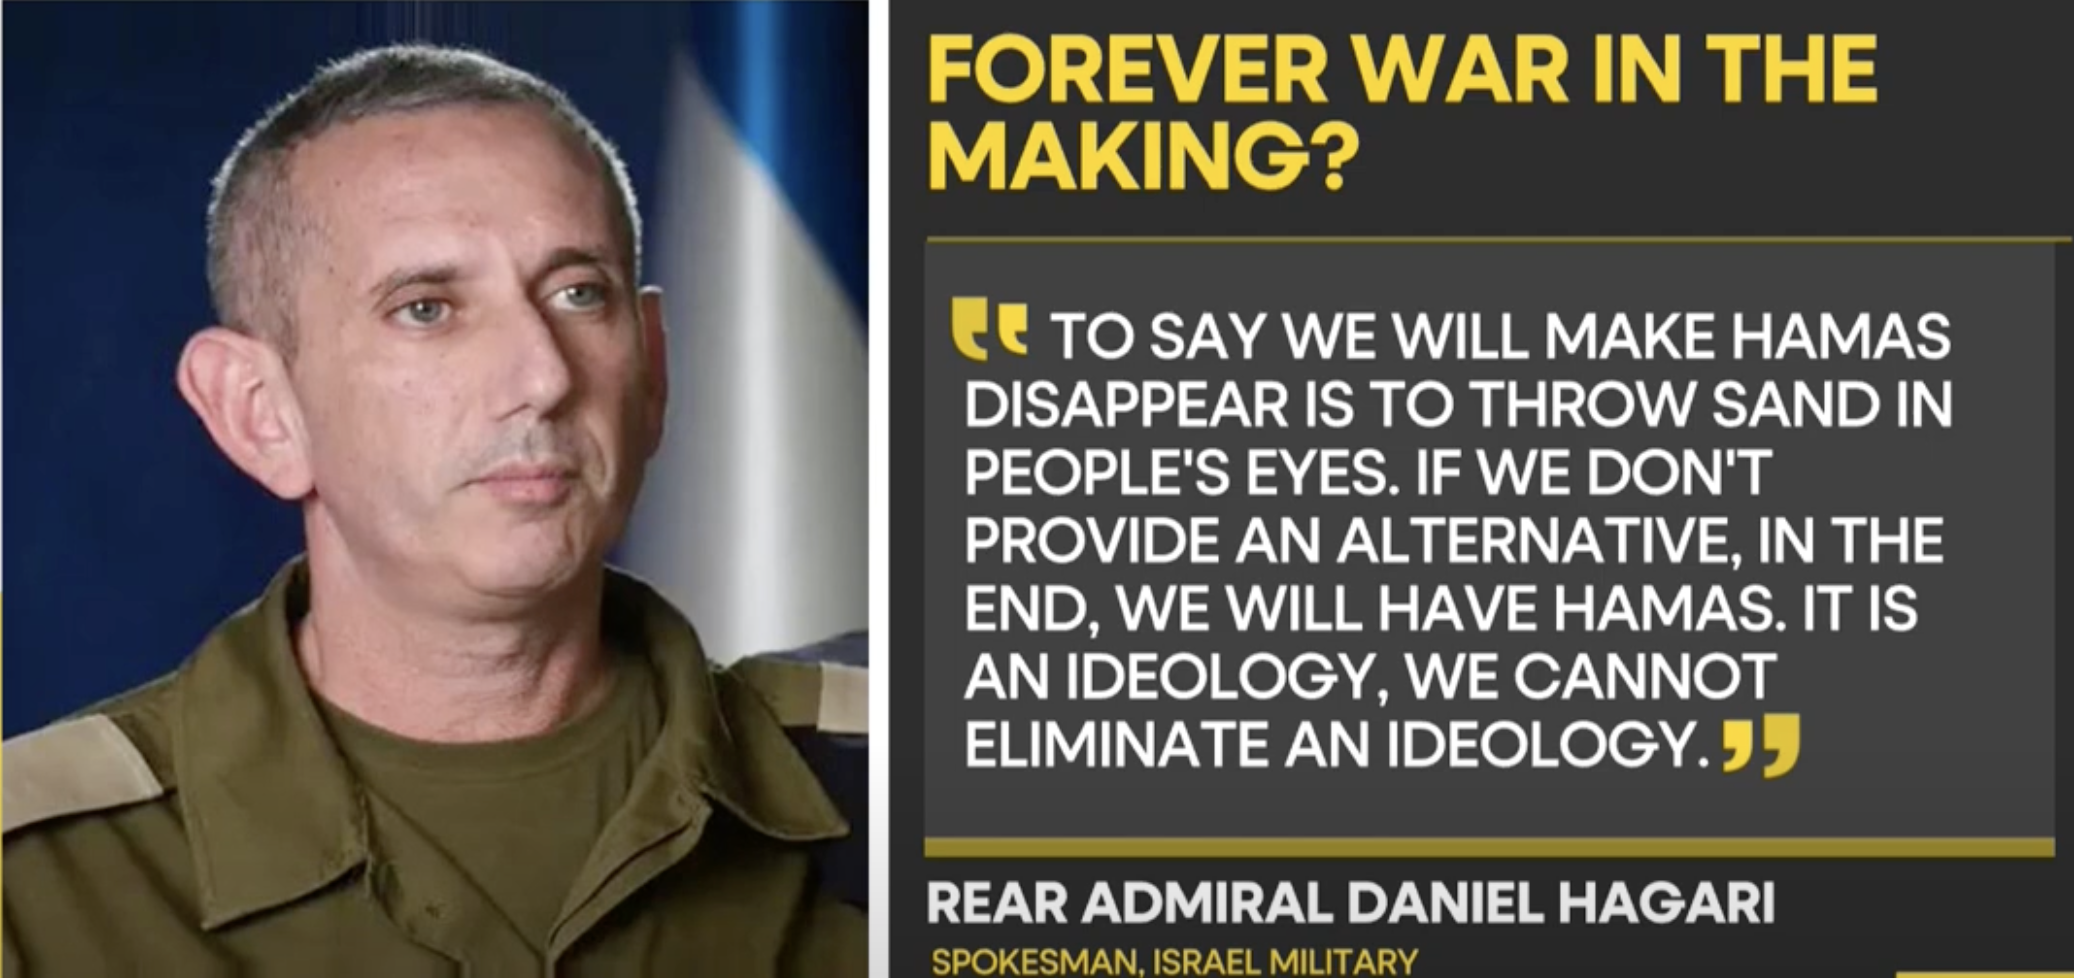 FOREVER WAR IN THE
MAKING?
“ TO SAY WE WILL MAKE HAMAS
DISAPPEAR IS TO THROW SAND IN
PEOPLE'S EYES. IF WE DON'T
PROVIDE AN ALTERNATIVE, IN THE
END, WE WILL HAVE HAMAS. IT IS
AN IDEOLOGY, WE CANNOT
ELIMINATE AN IDEOLOGY. ”
REAR ADMIRAL DANIEL HAGARI
SPOKESMAN, ISRAEL MILITARY